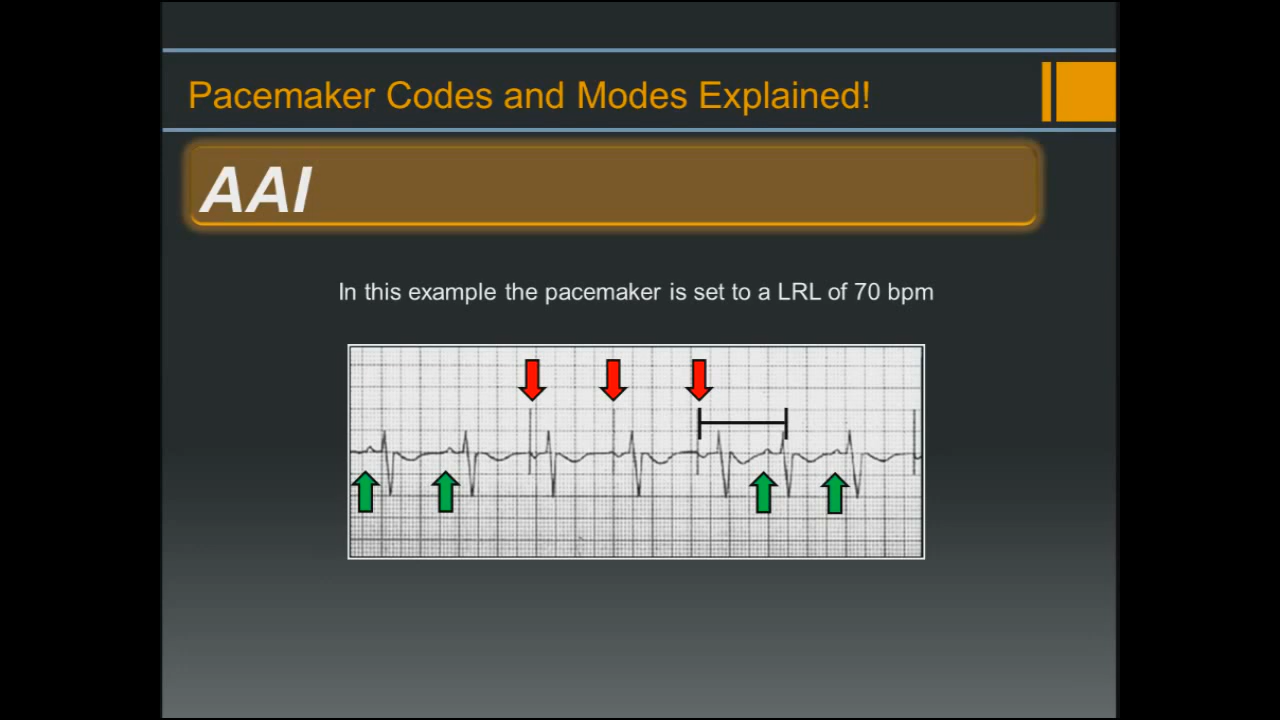 Pacemaker Codes and Modes Explained!
AAI
In this example the pacemaker is set to a LRL of 70 bpm